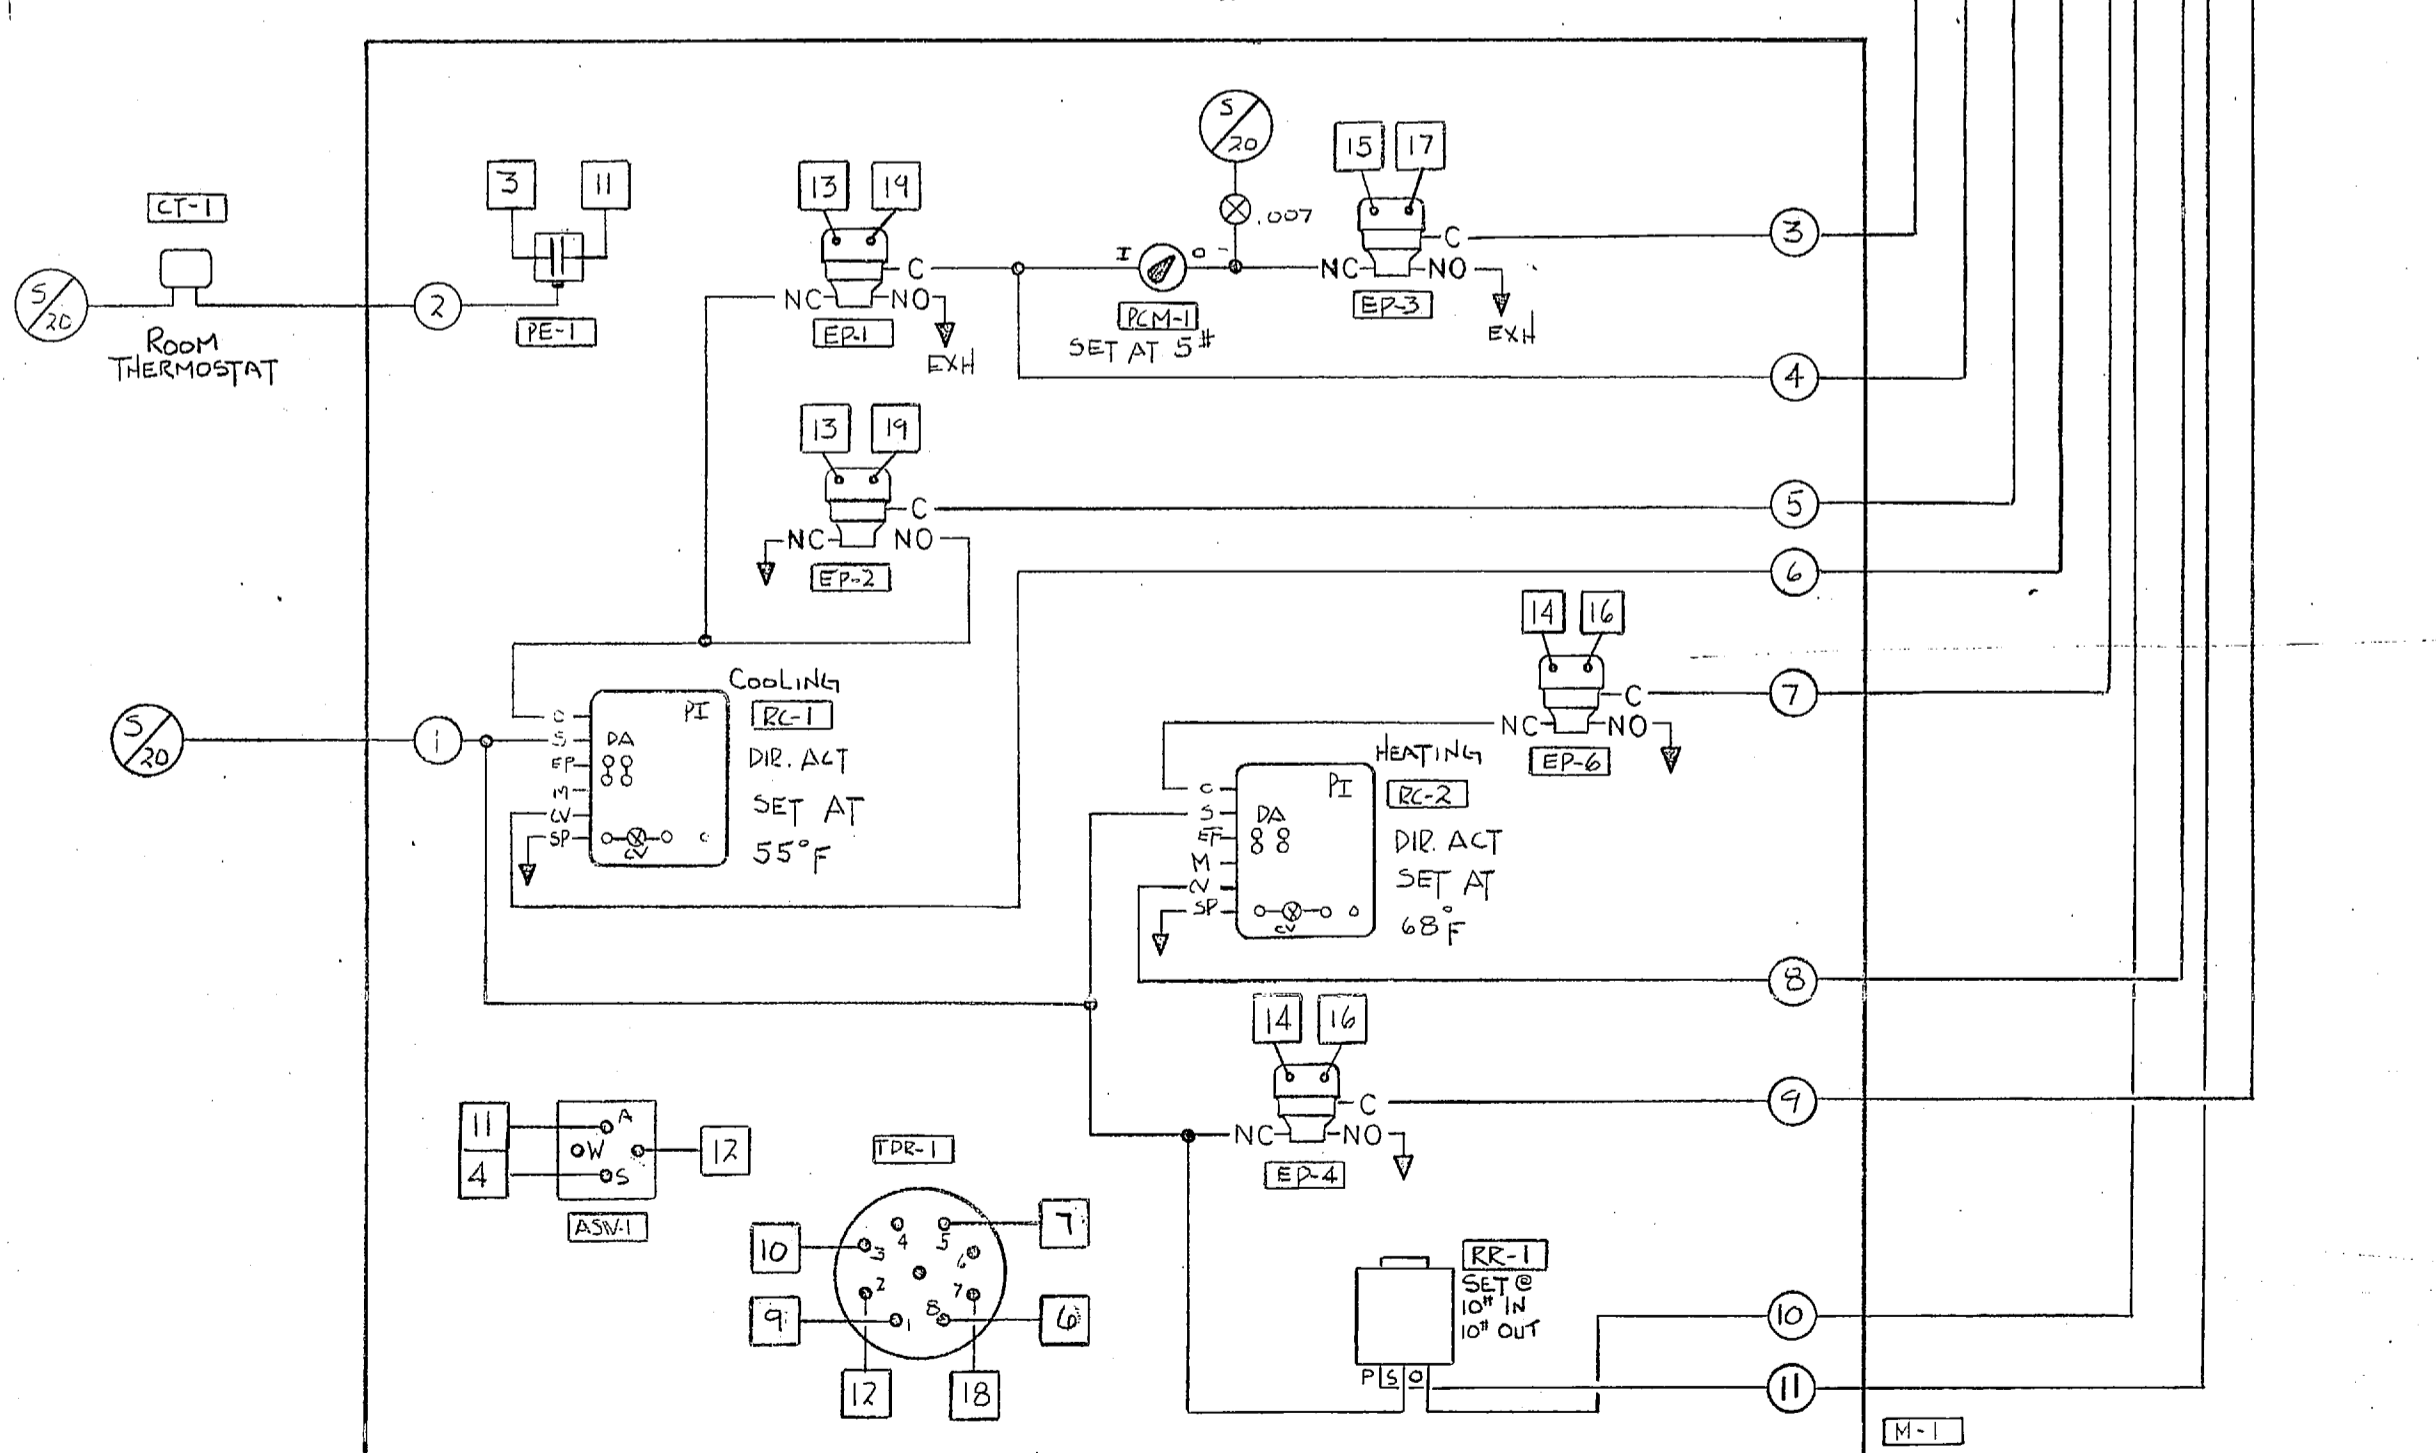 S/20
15
17
3
11
13
19
.007
CT-1
3
C
I
O
C
NC
NO
NC
NO
EP-3
S/20
2
PE-1
EP-1
PCM-1
EXH
ROOM
THERMOSTAT
EXH
SET AT 5#
4
13
19
C
5
NC
NO
EP-2
6
14
16
COOLING
C
7
RC-1
PI
C
S
DA
EP
M
CV
SP
CV
C
DIR. ACT
SET AT
55°F
S/20
1
NC
NO
EP-6
HEATING
RC-2
PI
C
S
DA
EP
M
CV
SP
CV
DIR. ACT
SET AT
68°F
8
14
16
C
9
NC
NO
EP-4
11
4
A
W
S
12
TDR-1
10
7
3
4
5
6
2
7
1
8
9
6
12
18
RR-1
SET @
10# IN
10# OUT
P S O
10
11
M-1